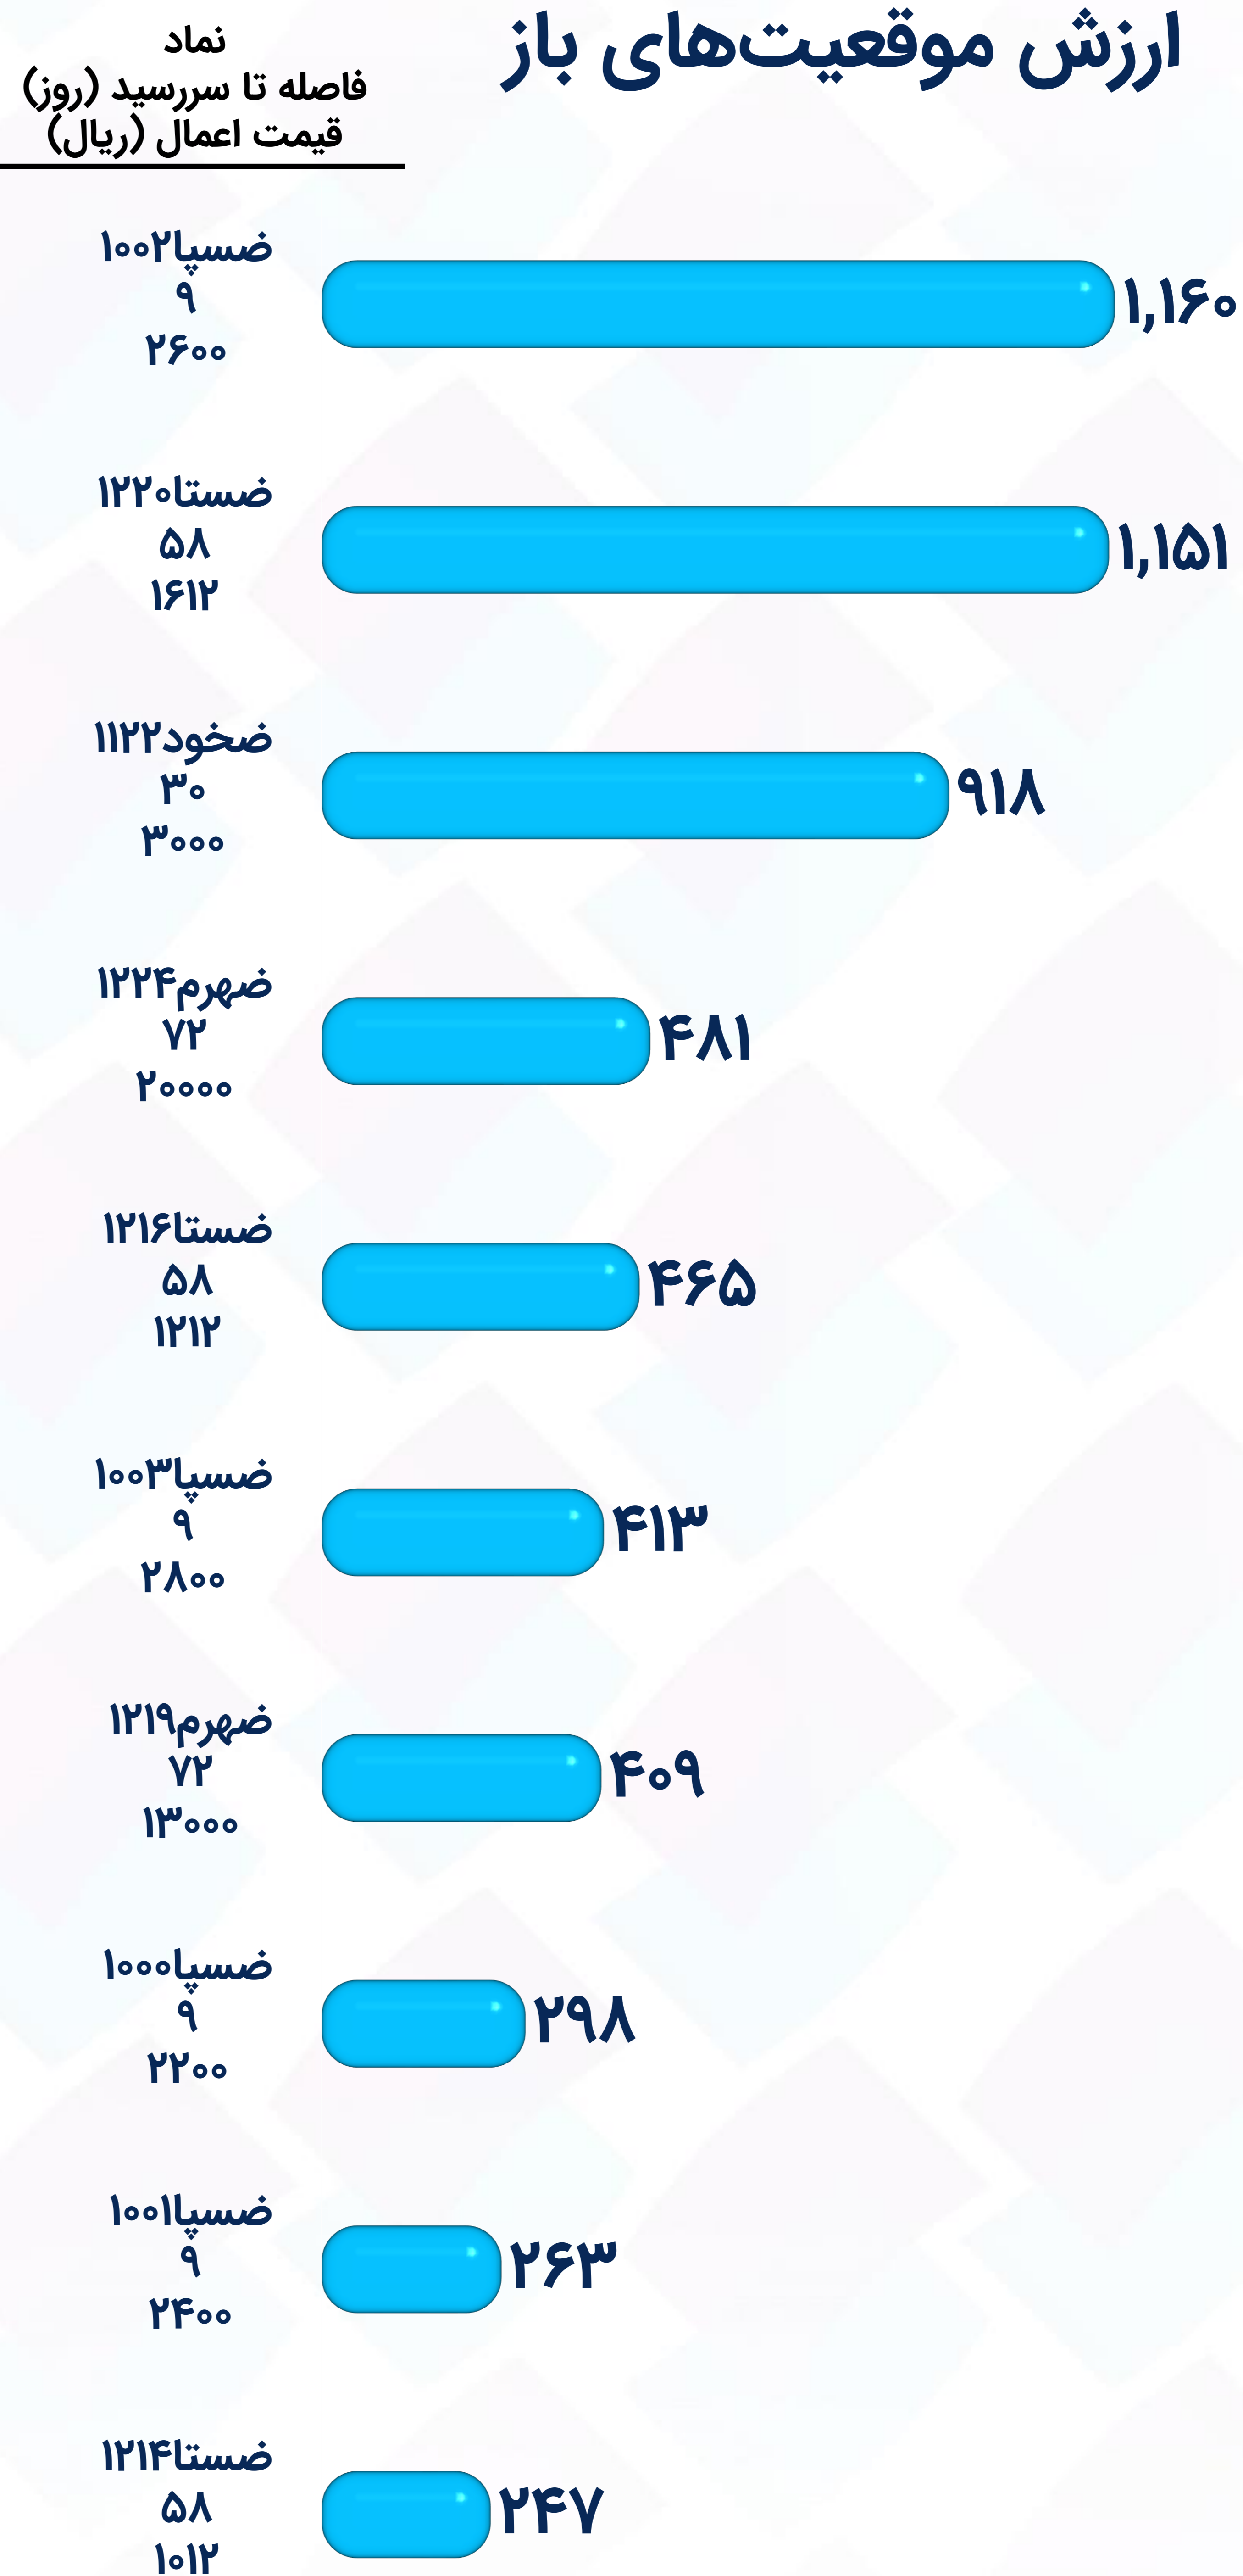 ارزش موقعیت‌های باز
نماد
فاصله تا سررسید (روز)
قیمت اعمال (ریال)
ضسپا۱۰۰۲
۹
۲۶۰۰
۱,۱۶۰
ضستا۱۲۲۰
۵۸
۱۶۱۲
۱,۱۵۱
ضخود۱۱۲۲
۳۰
۳۰۰۰
۹۱۸
ضهرم۱۲۲۴
۷۲
۲۰۰۰۰
۴۸۱
ضستا۱۲۱۶
۵۸
۱۲۱۲
۴۶۵
ضسپا۱۰۰۳
۹
۲۸۰۰
۴۱۳
ضهرم۱۲۱۹
۷۲
۱۳۰۰۰
۴۰۹
ضسپا۱۰۰۰
۹
۲۲۰۰
۲۹۸
ضسپا۱۰۰۱
۹
۲۴۰۰
۲۶۳
ضستا۱۲۱۴
۵۸
۱۰۱۲
۲۴۷